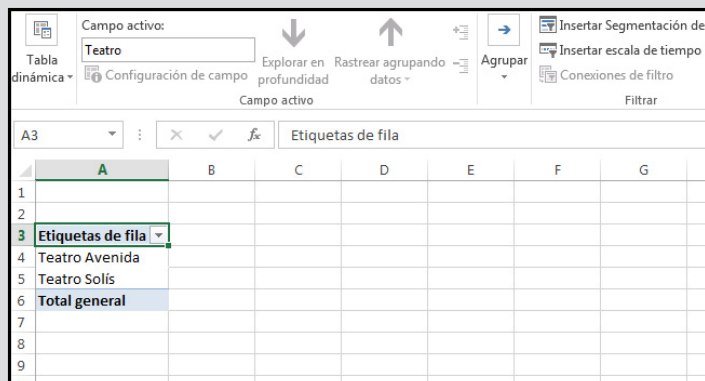 Campo activo:
Teatro
Tabla dinámica
Configuración de campo
Explorar en profundidad
Rastrear agrupando datos
Campo activo
Agrupar
Insertar Segmentación de
Insertar escala de tiempo
Conexiones de filtro
Filtrar
A3
fx
Etiquetas de fila
A B C D E F G
1
2
3 Etiquetas de fila
4 Teatro Avenida
5 Teatro Solís
6 Total general
7
8
9